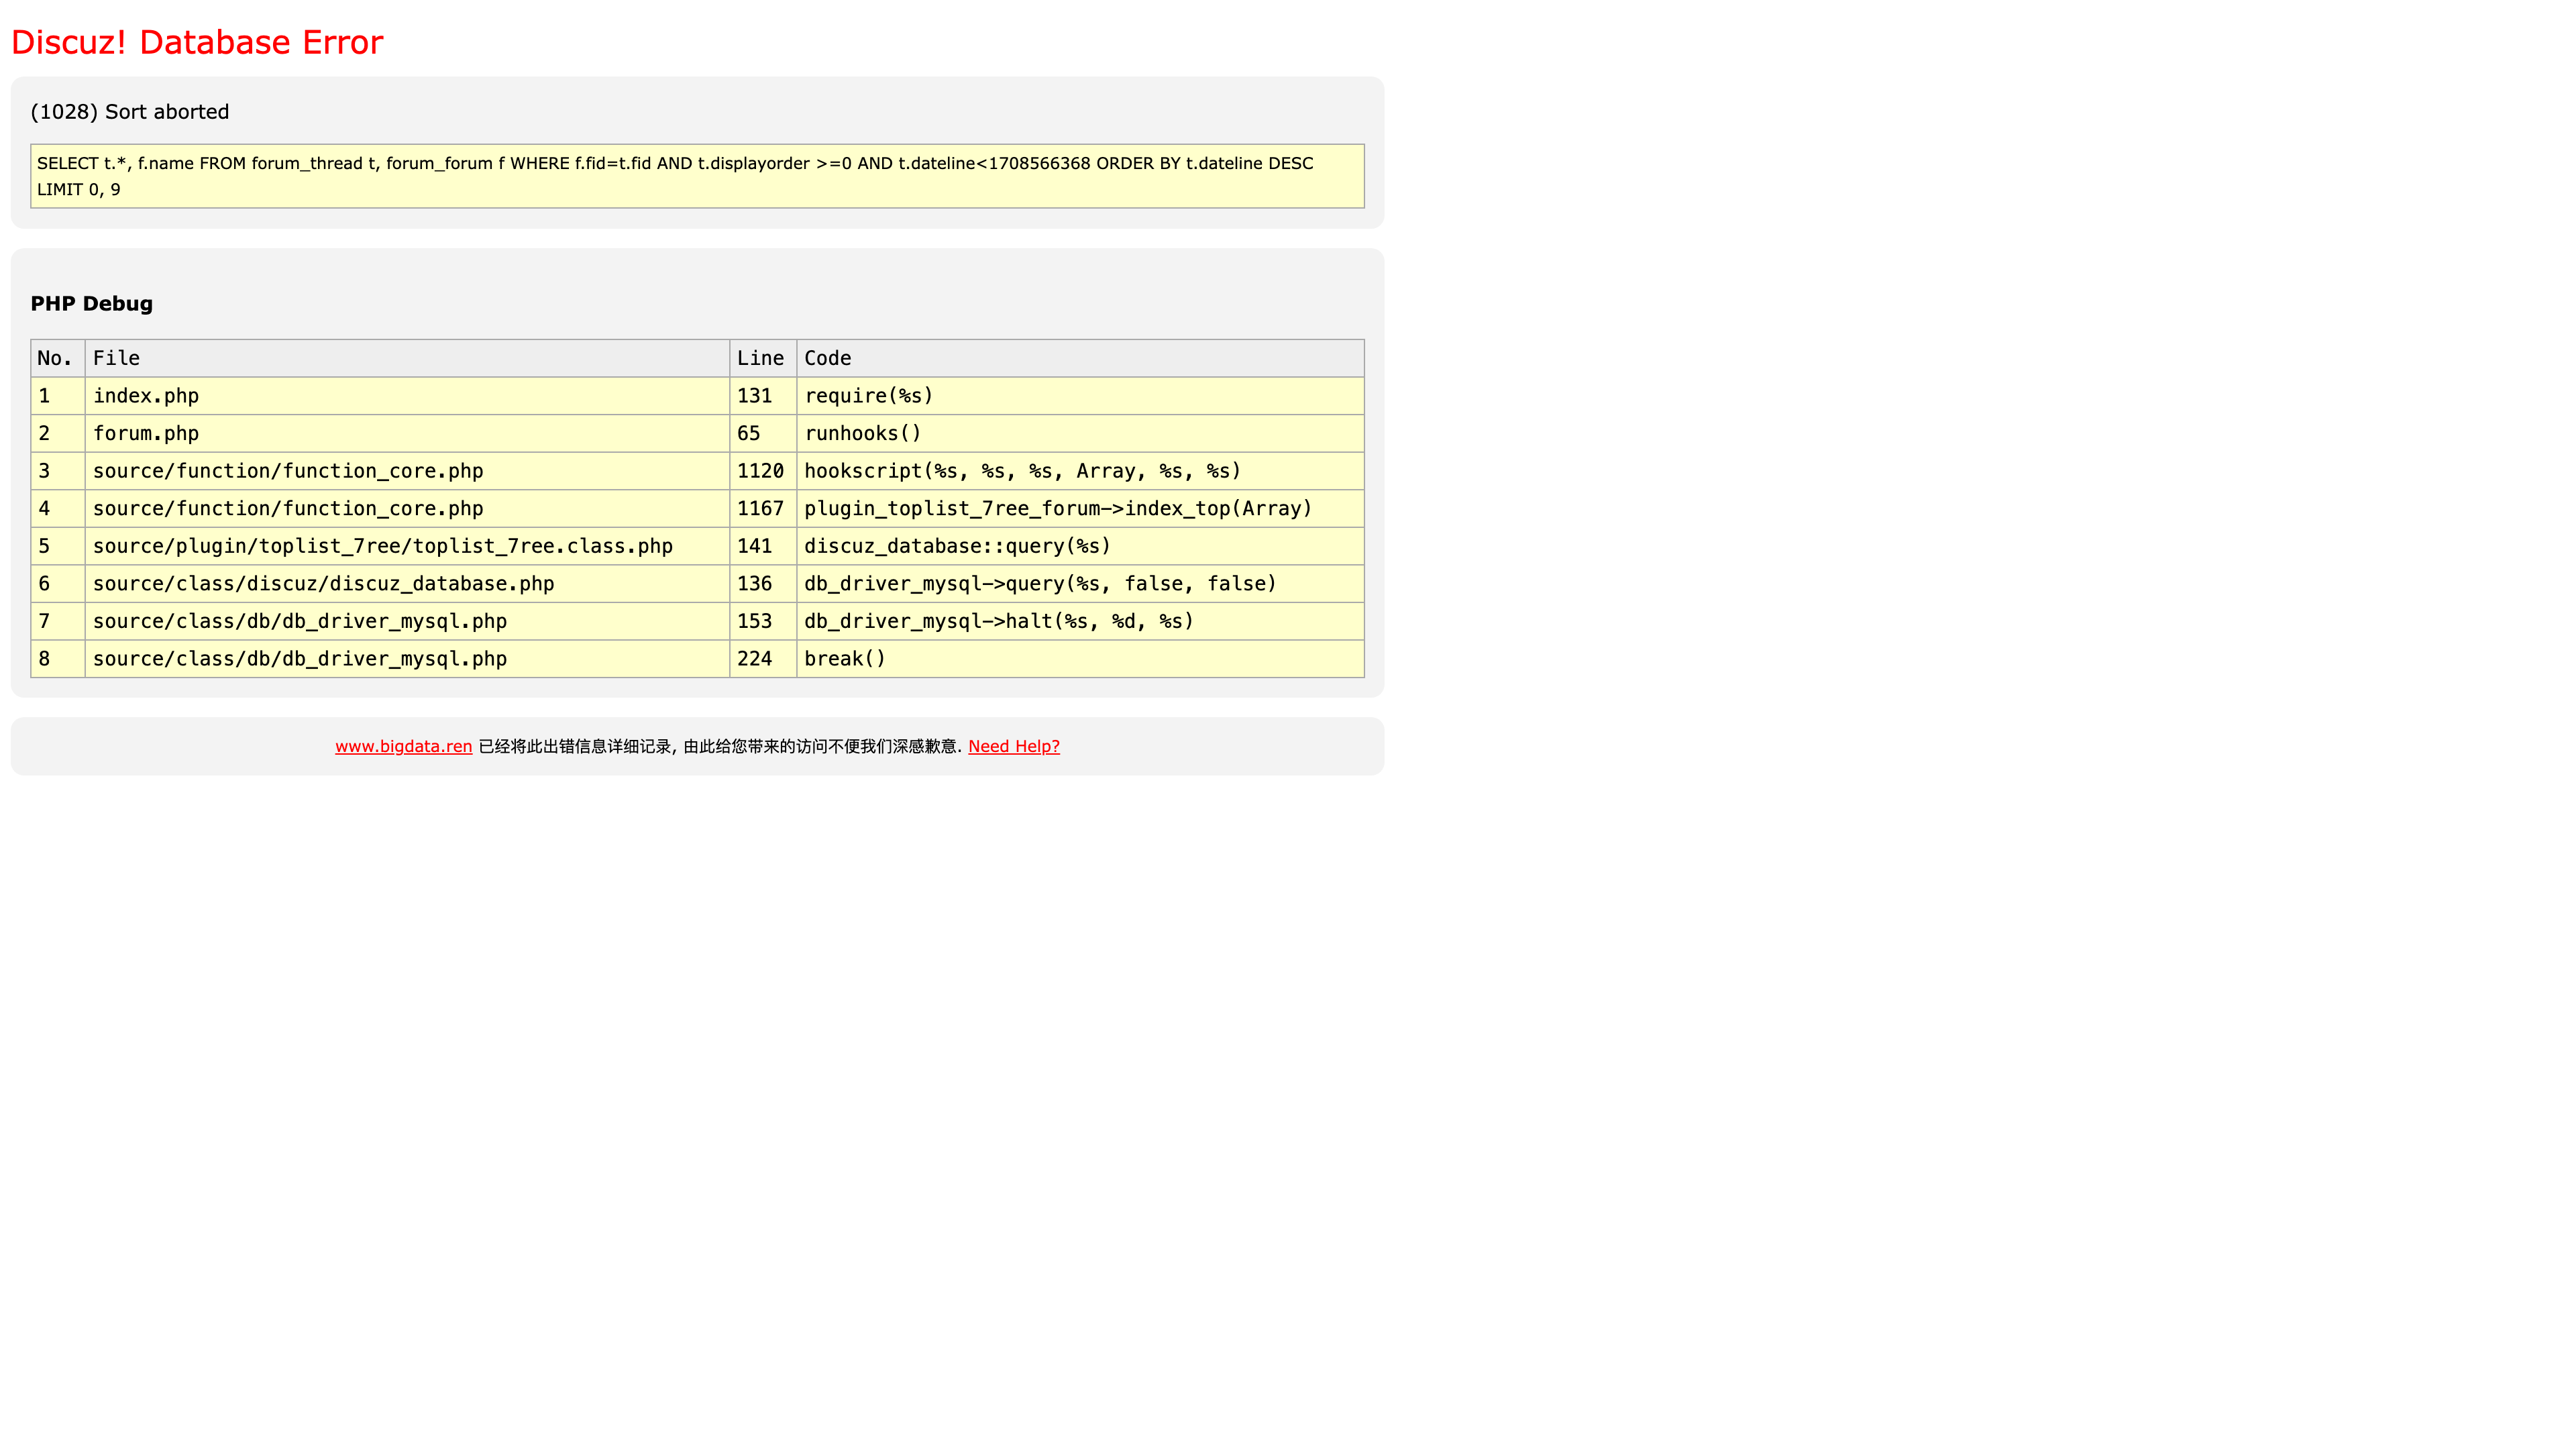 Discuz! Database Error
(1028) Sort aborted
SELECT t.*, f.name FROM forum_thread t, forum_forum f WHERE f.fid=t.fid AND t.displayorder >=0 AND t.dateline<1708566368 ORDER BY t.dateline DESC
LIMIT 0, 9
PHP Debug
No. File Line Code
1 index.php 131 require(%s)
2 forum.php 65 runhooks()
3 source/function/function_core.php 1120 hookscript(%s, %s, %s, Array, %s, %s)
4 source/function/function_core.php 1167 plugin_toplist_7ree_forum->index_top(Array)
5 source/plugin/toplist_7ree/toplist_7ree.class.php 141 discuz_database::query(%s)
6 source/class/discuz/discuz_database.php 136 db_driver_mysql->query(%s, false, false)
7 source/class/db/db_driver_mysql.php 153 db_driver_mysql->halt(%s, %d, %s)
8 source/class/db/db_driver_mysql.php 224 break()
www.bigdata.ren 已经将此出错信息详细记录, 由此给您带来的访问不便我们深感歉意. Need Help?